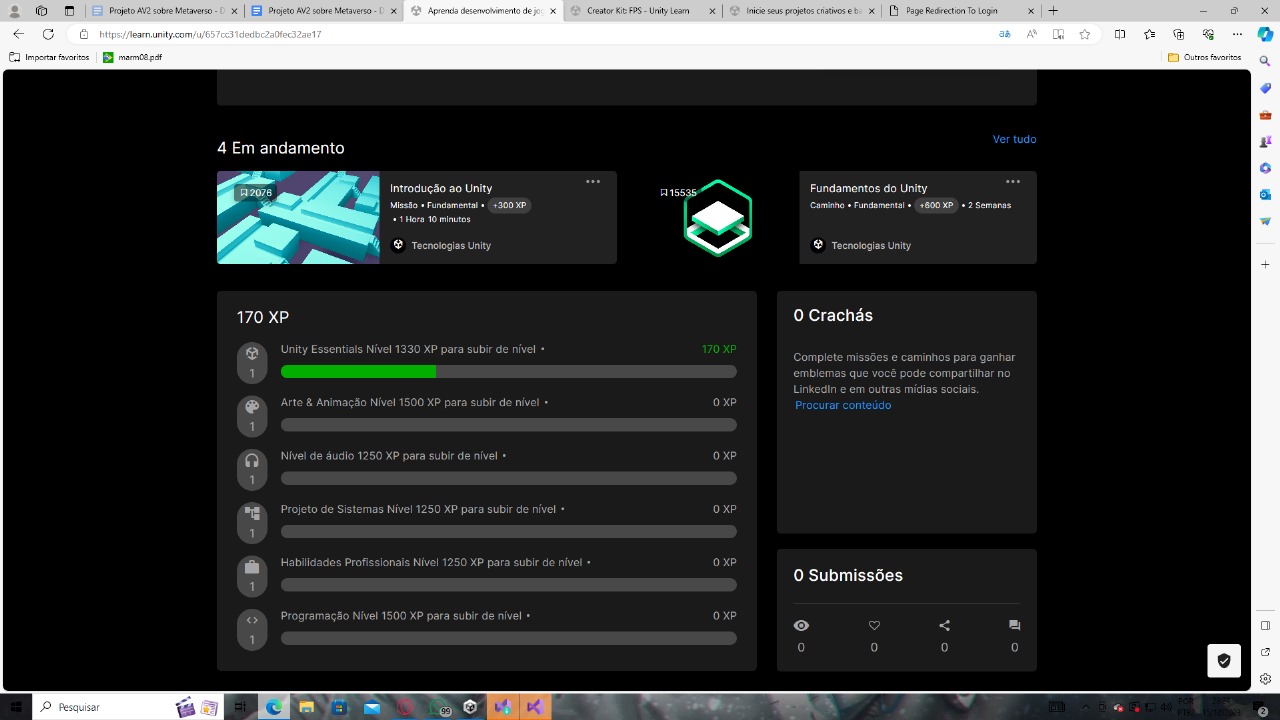 Projeto AV2 sobre Metaverso - D
Projeto AV2 sobre Metaverso - D
Aprenda desenvolvimento de jog
Creator Kit: FPS - Unity Learn
Inicie seus projetos criativos e ba
Page Redirection To Login
https://learn.unity.com/u/657cc31dedbc2a0fec32ae17
Importar favoritos
marm08.pdf
Outros favoritos
4 Em andamento
Ver tudo
2076
Introdução ao Unity
Missão • Fundamental • +300 XP
• 1 Hora 10 minutos
Tecnologias Unity
15535
Fundamentos do Unity
Caminho • Fundamental • +600 XP • 2 Semanas
Tecnologias Unity
170 XP
Unity Essentials Nível 1330 XP para subir de nível •
170 XP
1
Arte & Animação Nível 1500 XP para subir de nível •
0 XP
1
Nível de áudio 1250 XP para subir de nível •
0 XP
1
Projeto de Sistemas Nível 1250 XP para subir de nível •
0 XP
1
Habilidades Profissionais Nível 1250 XP para subir de nível •
0 XP
1
Programação Nível 1500 XP para subir de nível •
0 XP
1
0 Crachás
Complete missões e caminhos para ganhar
emblemas que você pode compartilhar no
LinkedIn e em outras mídias sociais.
Procurar conteúdo
0 Submissões
0 0 0 0
Pesquisar
99
POR
2